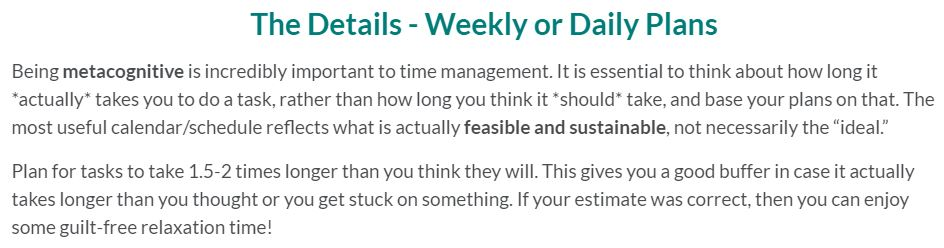 The Details - Weekly or Daily Plans
Being metacognitive is incredibly important to time management. It is essential to think about how long it
*actually* takes you to do a task, rather than how long you think it *should* take, and base your plans on that. The
most useful calendar/schedule reflects what is actually feasible and sustainable, not necessarily the “ideal.”
Plan for tasks to take 1.5-2 times longer than you think they will. This gives you a good buffer in case it actually
takes longer than you thought or you get stuck on something. If your estimate was correct, then you can enjoy
some guilt-free relaxation time!